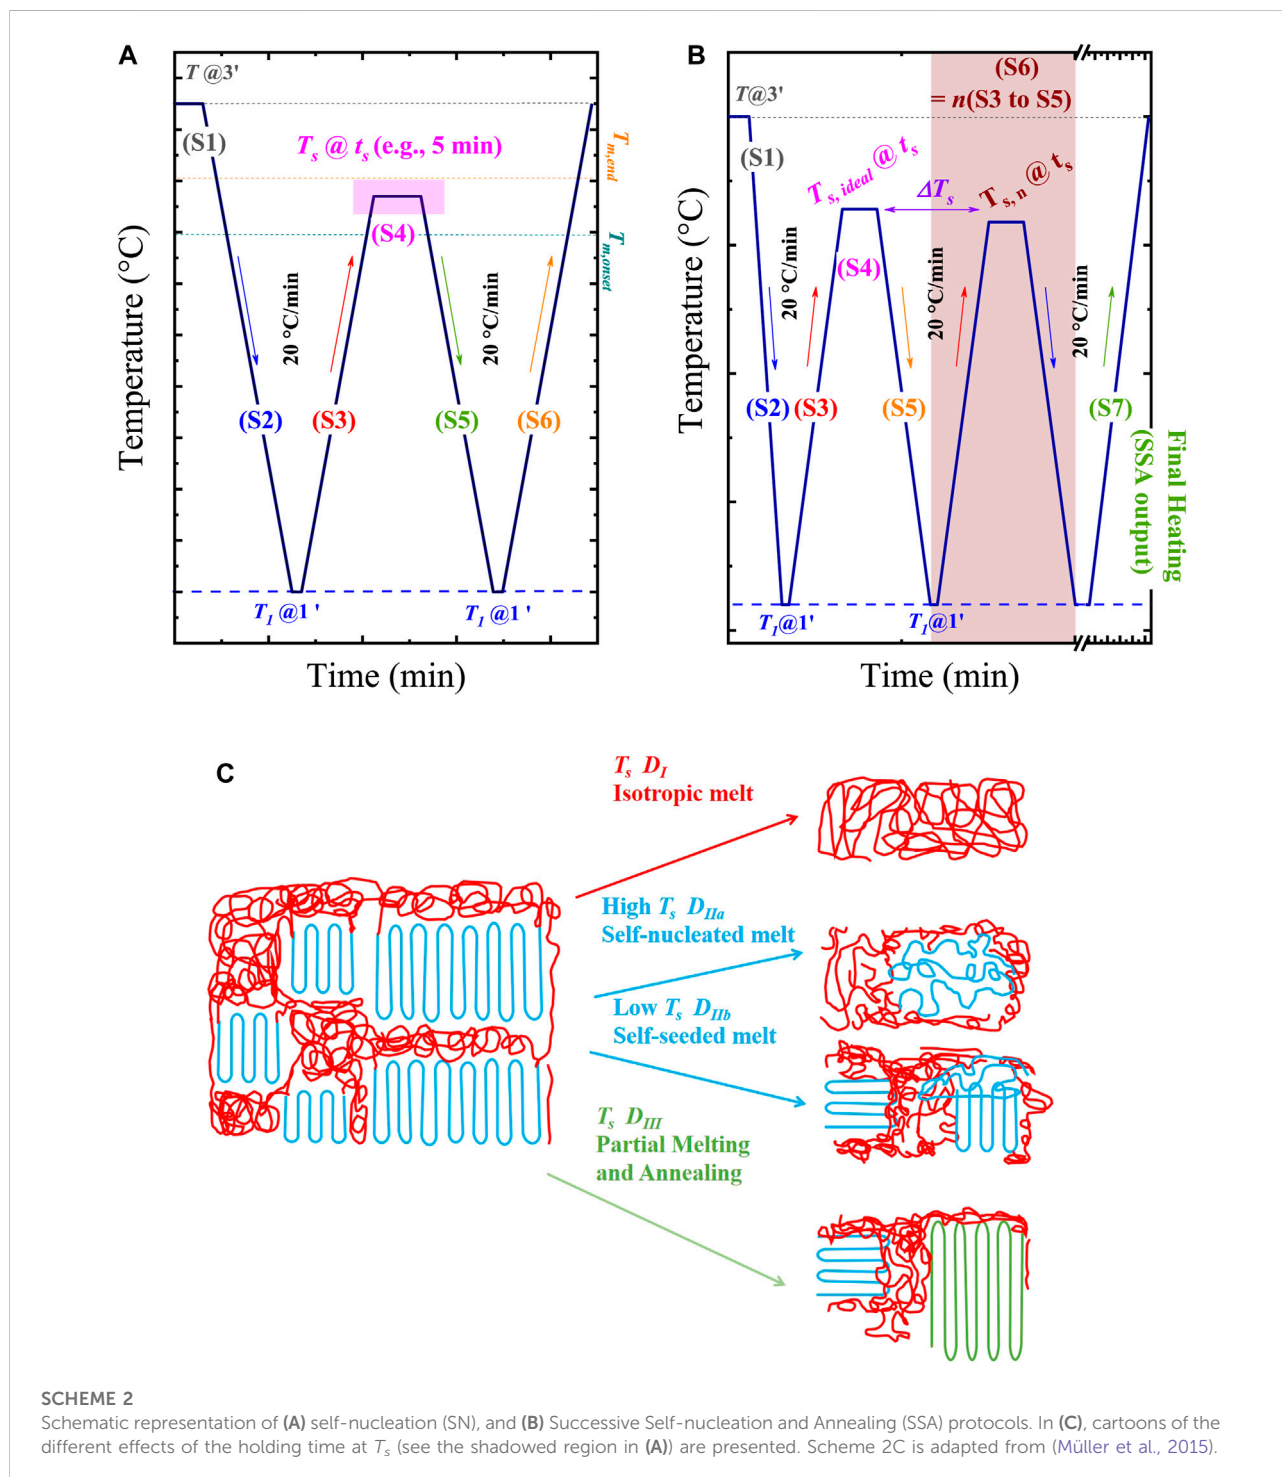 A
T@3'
(S1)
T_s @ t_s (e.g., 5 min)
T_m,end
T_m,onset
(S4)
20 °C/min
20 °C/min
(S2)
(S3)
(S5)
(S6)
T_1@1'
T_1@1'
Temperature (°C)
Time (min)
B
T@3'
(S1)
(S6)
= n(S3 to S5)
T_s, ideal @ t_s
ΔT_s
T_s, n @ t_s
(S4)
20 °C/min
20 °C/min
20 °C/min
(S2)
(S3)
(S5)
(S7)
Final Heating
(SSA output)
T_1@1'
T_1@1'
Temperature (°C)
Time (min)
C
T_s D_I
Isotropic melt
High T_s D_IIa
Self-nucleated melt
Low T_s D_IIb
Self-seeded melt
T_s D_III
Partial Melting
and Annealing
SCHEME 2
Schematic representation of (A) self-nucleation (SN), and (B) Successive Self-nucleation and Annealing (SSA) protocols. In (C), cartoons of the
different effects of the holding time at T_s (see the shadowed region in (A)) are presented. Scheme 2C is adapted from (Müller et al., 2015).